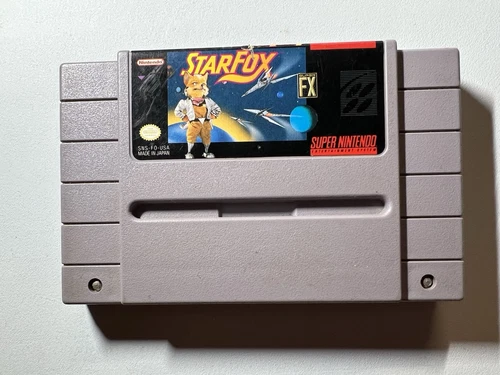 Nintendo
STARFOX
FX
SNS-FO-USA
MADE IN JAPAN
SUPER NINTENDO
ENTERTAINMENT SYSTEM